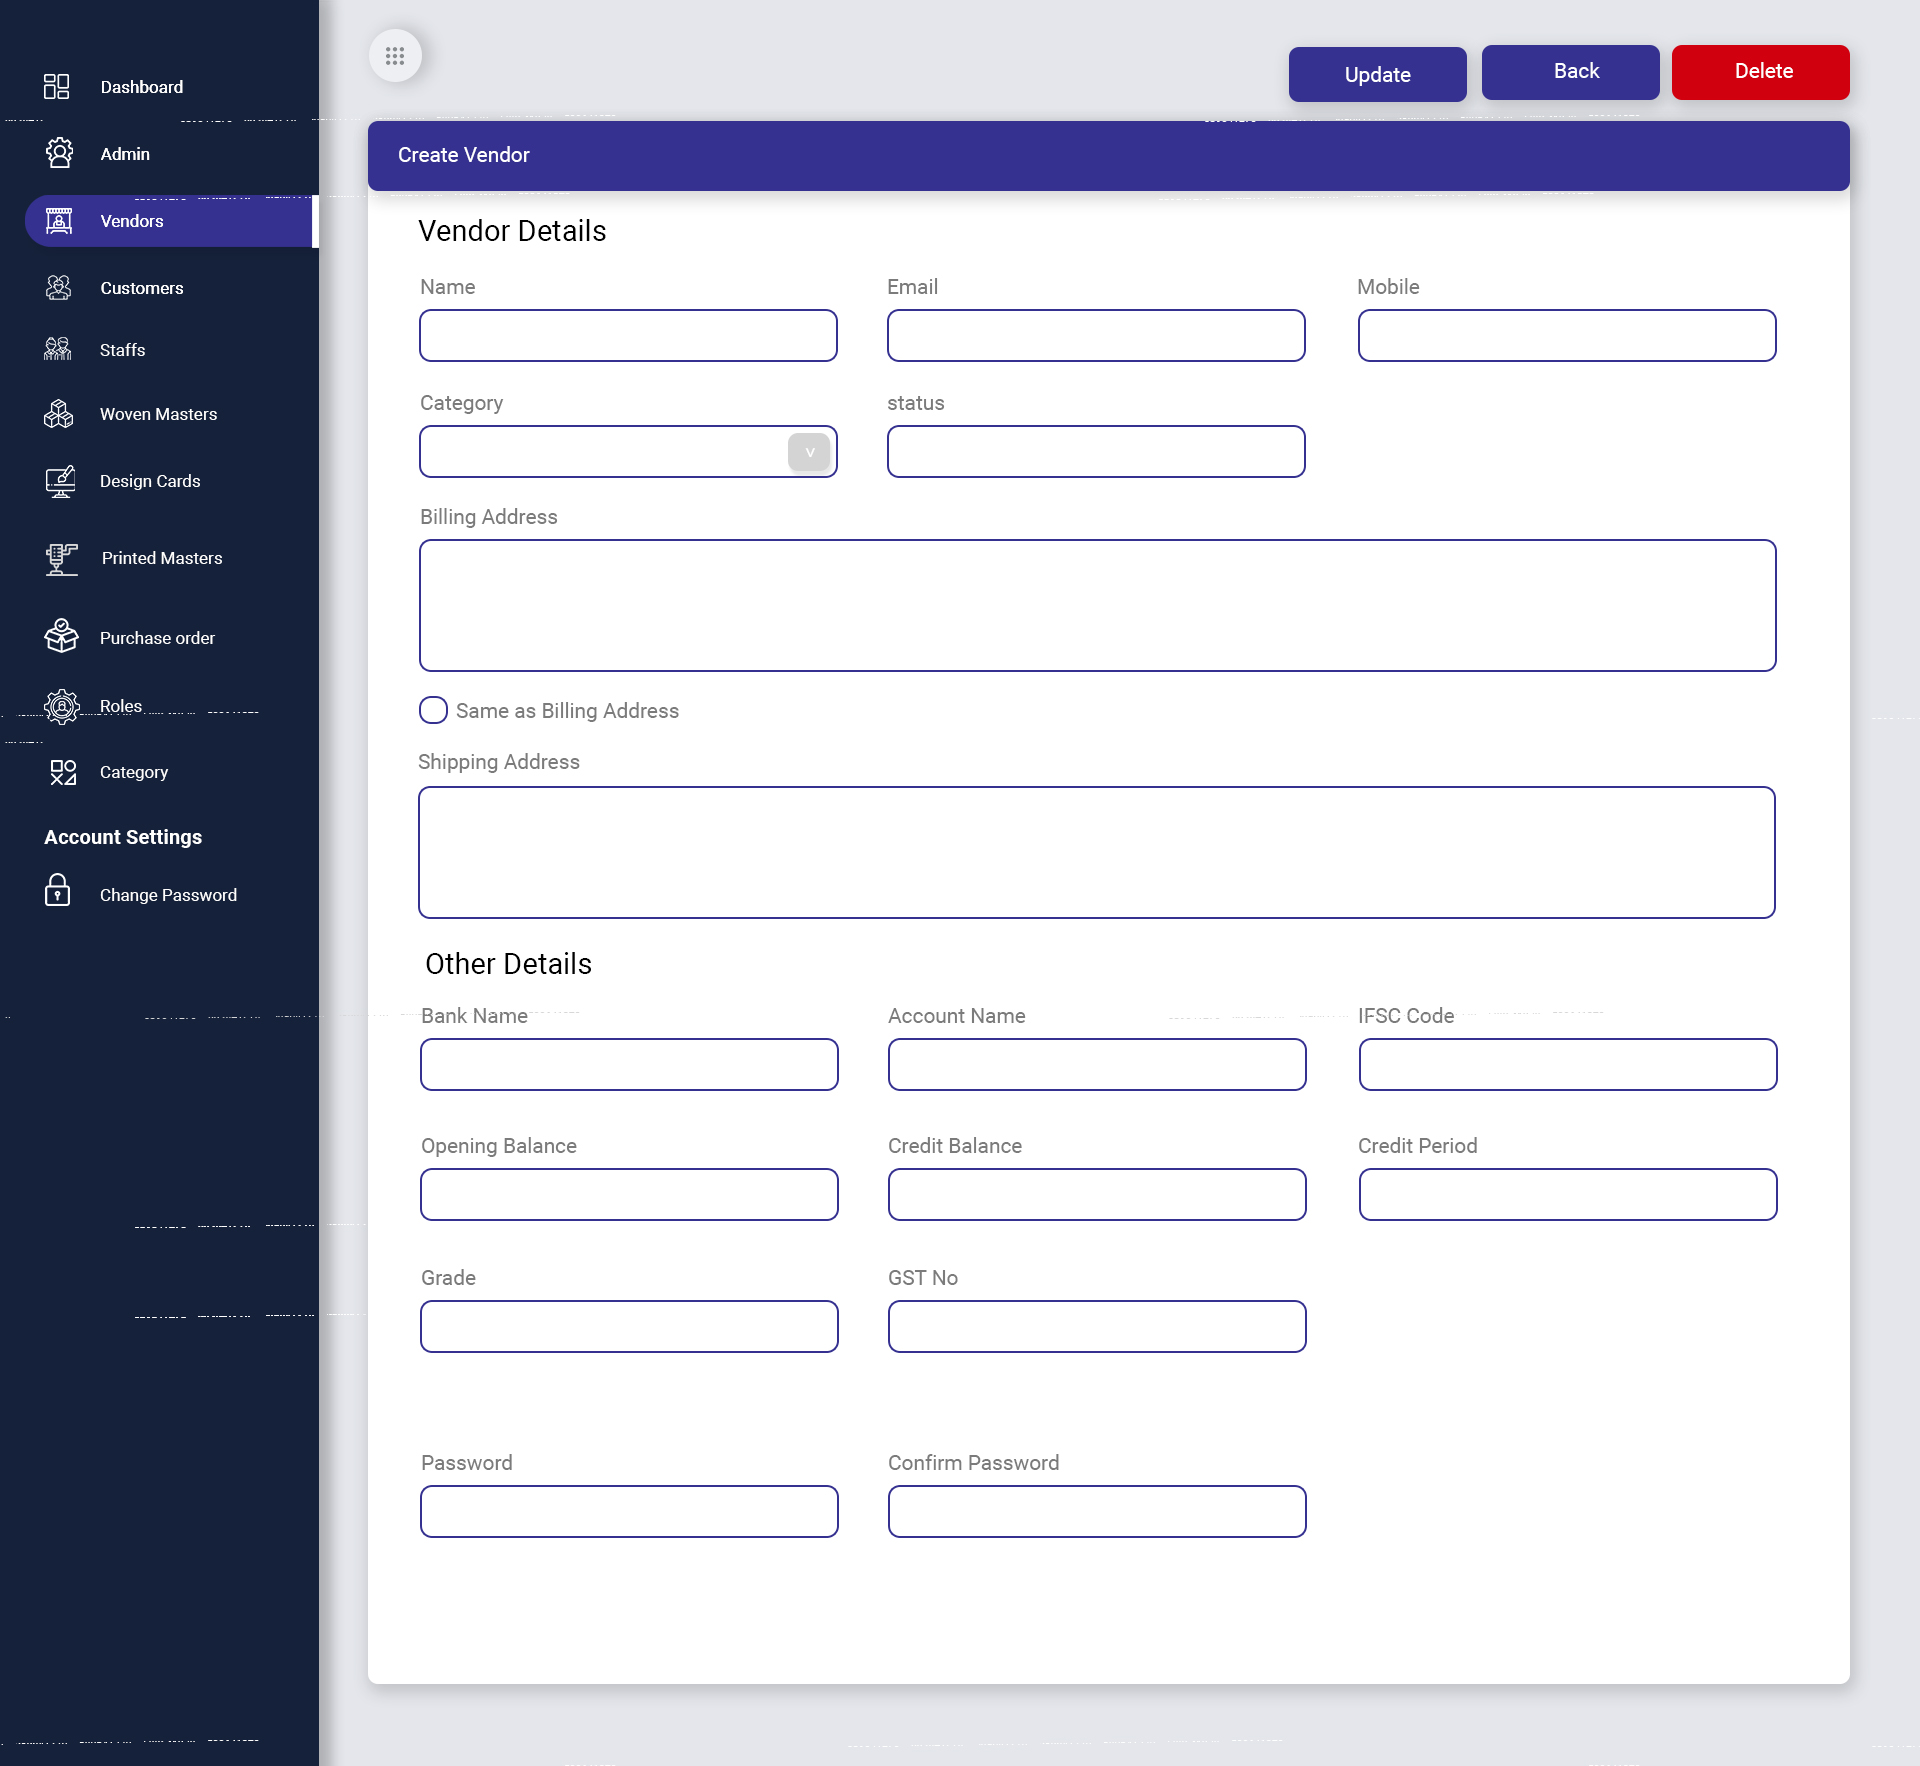 Dashboard
Admin
Vendors
Customers
Staffs
Woven Masters
Design Cards
Printed Masters
Purchase order
Roles
Category
Account Settings
Change Password
Update
Back
Delete
Create Vendor
Vendor Details
Name
Email
Mobile
Category
status
v
Billing Address
Same as Billing Address
Shipping Address
Other Details
Bank Name
Account Name
IFSC Code
Opening Balance
Credit Balance
Credit Period
Grade
GST No
Password
Confirm Password